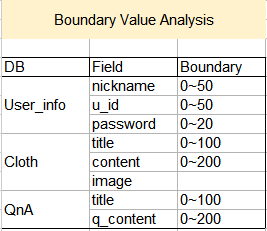 Boundary Value Analysis
DB Field Boundary
User_info nickname 0~50
u_id 0~50
password 0~20
Cloth title 0~100
content 0~200
image
QnA title 0~100
q_content 0~200